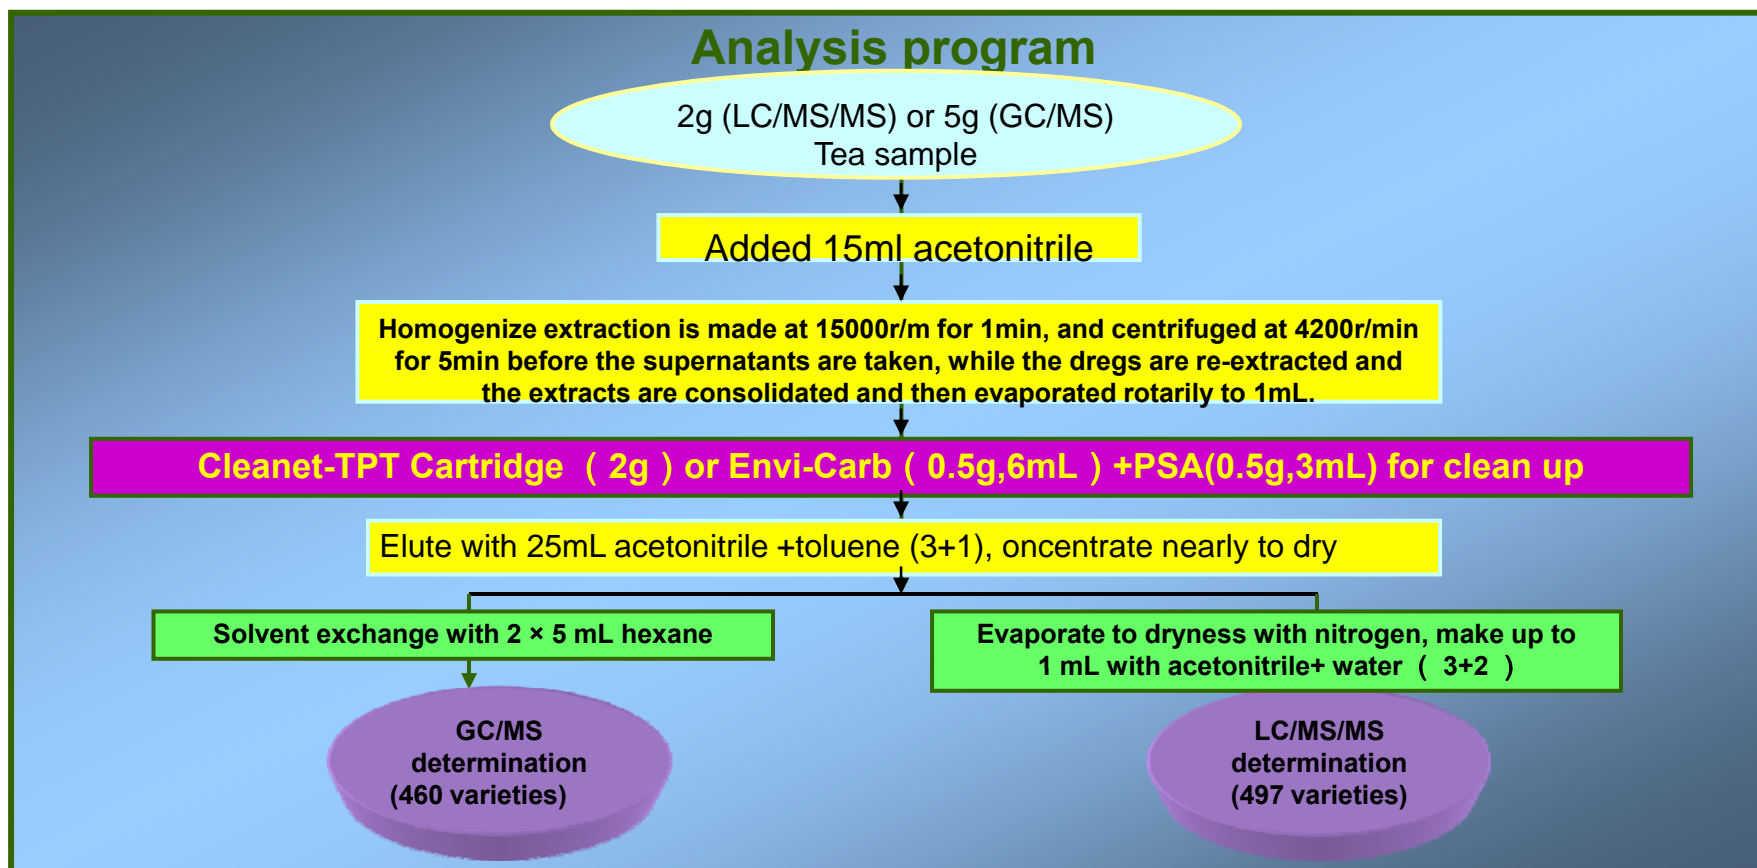 Analysis program
2g (LC/MS/MS) or 5g (GC/MS)
Tea sample
Added 15ml acetonitrile
Homogenize extraction is made at 15000r/m for 1min, and centrifuged at 4200r/min
for 5min before the supernatants are taken, while the dregs are re-extracted and
the extracts are consolidated and then evaporated rotarily to 1mL.
Cleanet-TPT Cartridge （2g）or Envi-Carb（0.5g,6mL）+PSA(0.5g,3mL) for clean up
Elute with 25mL acetonitrile +toluene (3+1), oncentrate nearly to dry
Solvent exchange with 2 × 5 mL hexane
Evaporate to dryness with nitrogen, make up to
1 mL with acetonitrile+ water （ 3+2 ）
GC/MS
determination
(460 varieties)
LC/MS/MS
determination
(497 varieties)